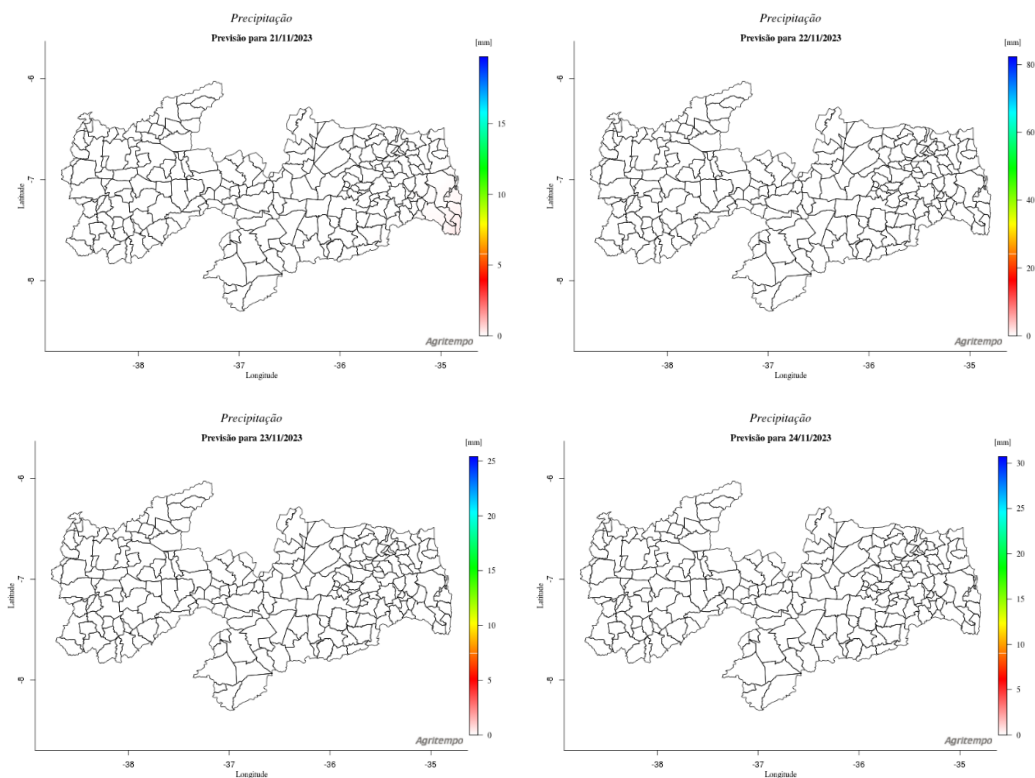 Precipitação
Previsão para 21/11/2023
[mm]
15
10
5
0
-6
-7
-8
Latitude
-38
-37
-36
-35
Longitude
Agritempo
Precipitação
Previsão para 22/11/2023
[mm]
80
60
40
20
0
-6
-7
-8
Latitude
-38
-37
-36
-35
Longitude
Agritempo
Precipitação
Previsão para 23/11/2023
[mm]
25
20
15
10
5
0
-6
-7
-8
Latitude
-38
-37
-36
-35
Longitude
Agritempo
Precipitação
Previsão para 24/11/2023
[mm]
30
25
20
15
10
5
0
-6
-7
-8
Latitude
-38
-37
-36
-35
Longitude
Agritempo